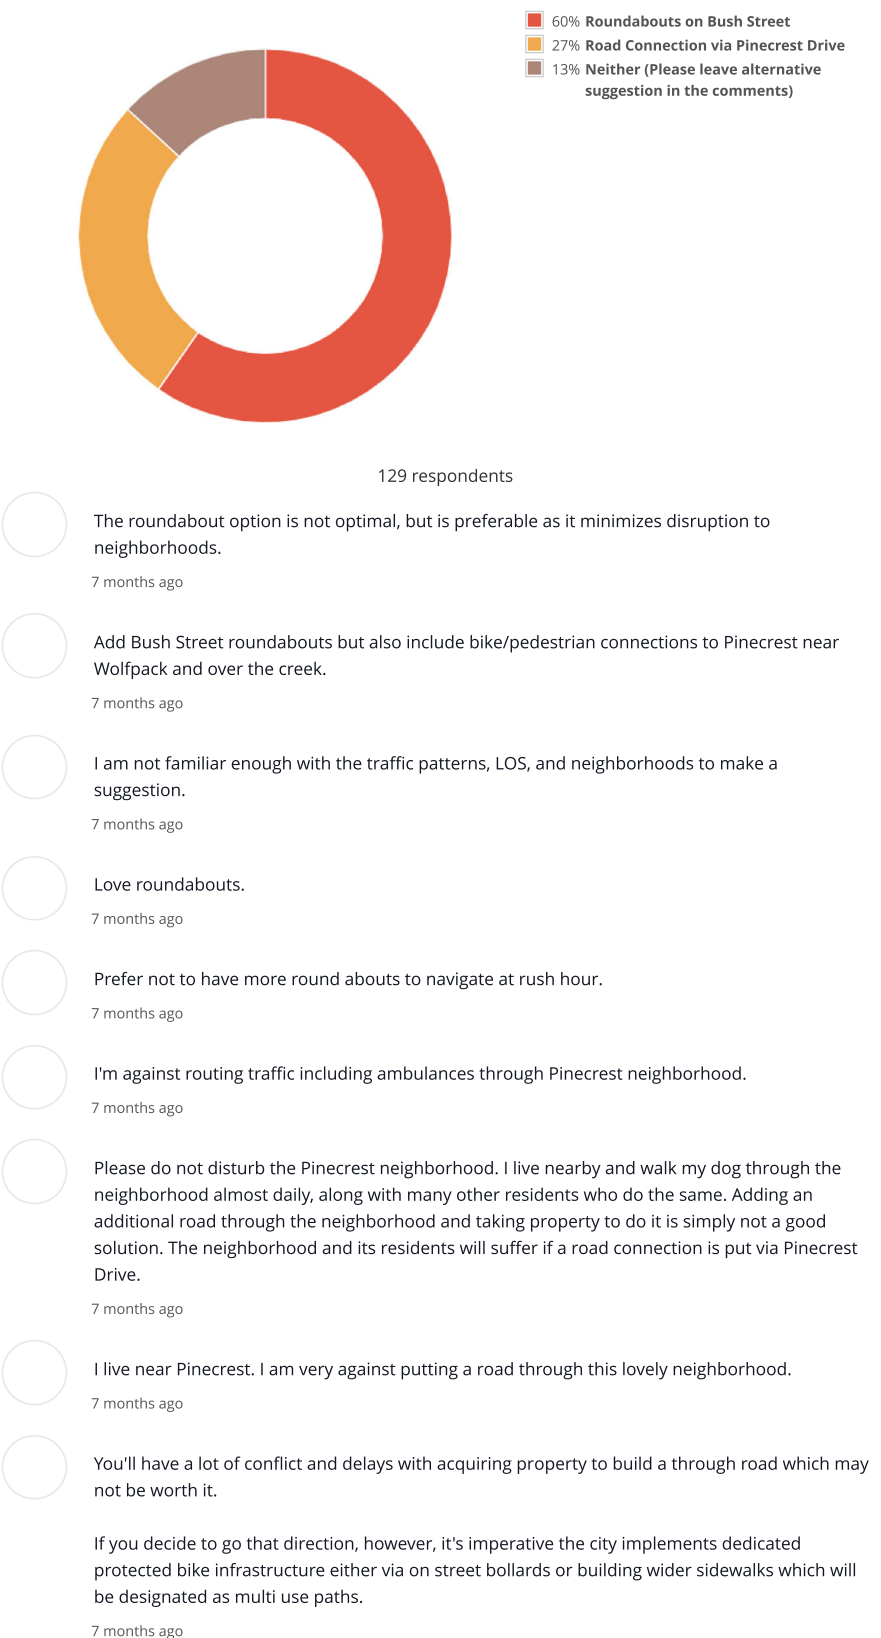 60% Roundabouts on Bush Street
27% Road Connection via Pinecrest Drive
13% Neither (Please leave alternative
suggestion in the comments)
129 respondents
The roundabout option is not optimal, but is preferable as it minimizes disruption to
neighborhoods.
7 months ago
Add Bush Street roundabouts but also include bike/pedestrian connections to Pinecrest near
Wolfpack and over the creek.
7 months ago
I am not familiar enough with the traffic patterns, LOS, and neighborhoods to make a
suggestion.
7 months ago
Love roundabouts.
7 months ago
Prefer not to have more round abouts to navigate at rush hour.
7 months ago
I'm against routing traffic including ambulances through Pinecrest neighborhood.
7 months ago
Please do not disturb the Pinecrest neighborhood. I live nearby and walk my dog through the
neighborhood almost daily, along with many other residents who do the same. Adding an
additional road through the neighborhood and taking property to do it is simply not a good
solution. The neighborhood and its residents will suffer if a road connection is put via Pinecrest
Drive.
7 months ago
I live near Pinecrest. I am very against putting a road through this lovely neighborhood.
7 months ago
You'll have a lot of conflict and delays with acquiring property to build a through road which may
not be worth it.
If you decide to go that direction, however, it's imperative the city implements dedicated
protected bike infrastructure either via on street bollards or building wider sidewalks which will
be designated as multi use paths.
7 months ago